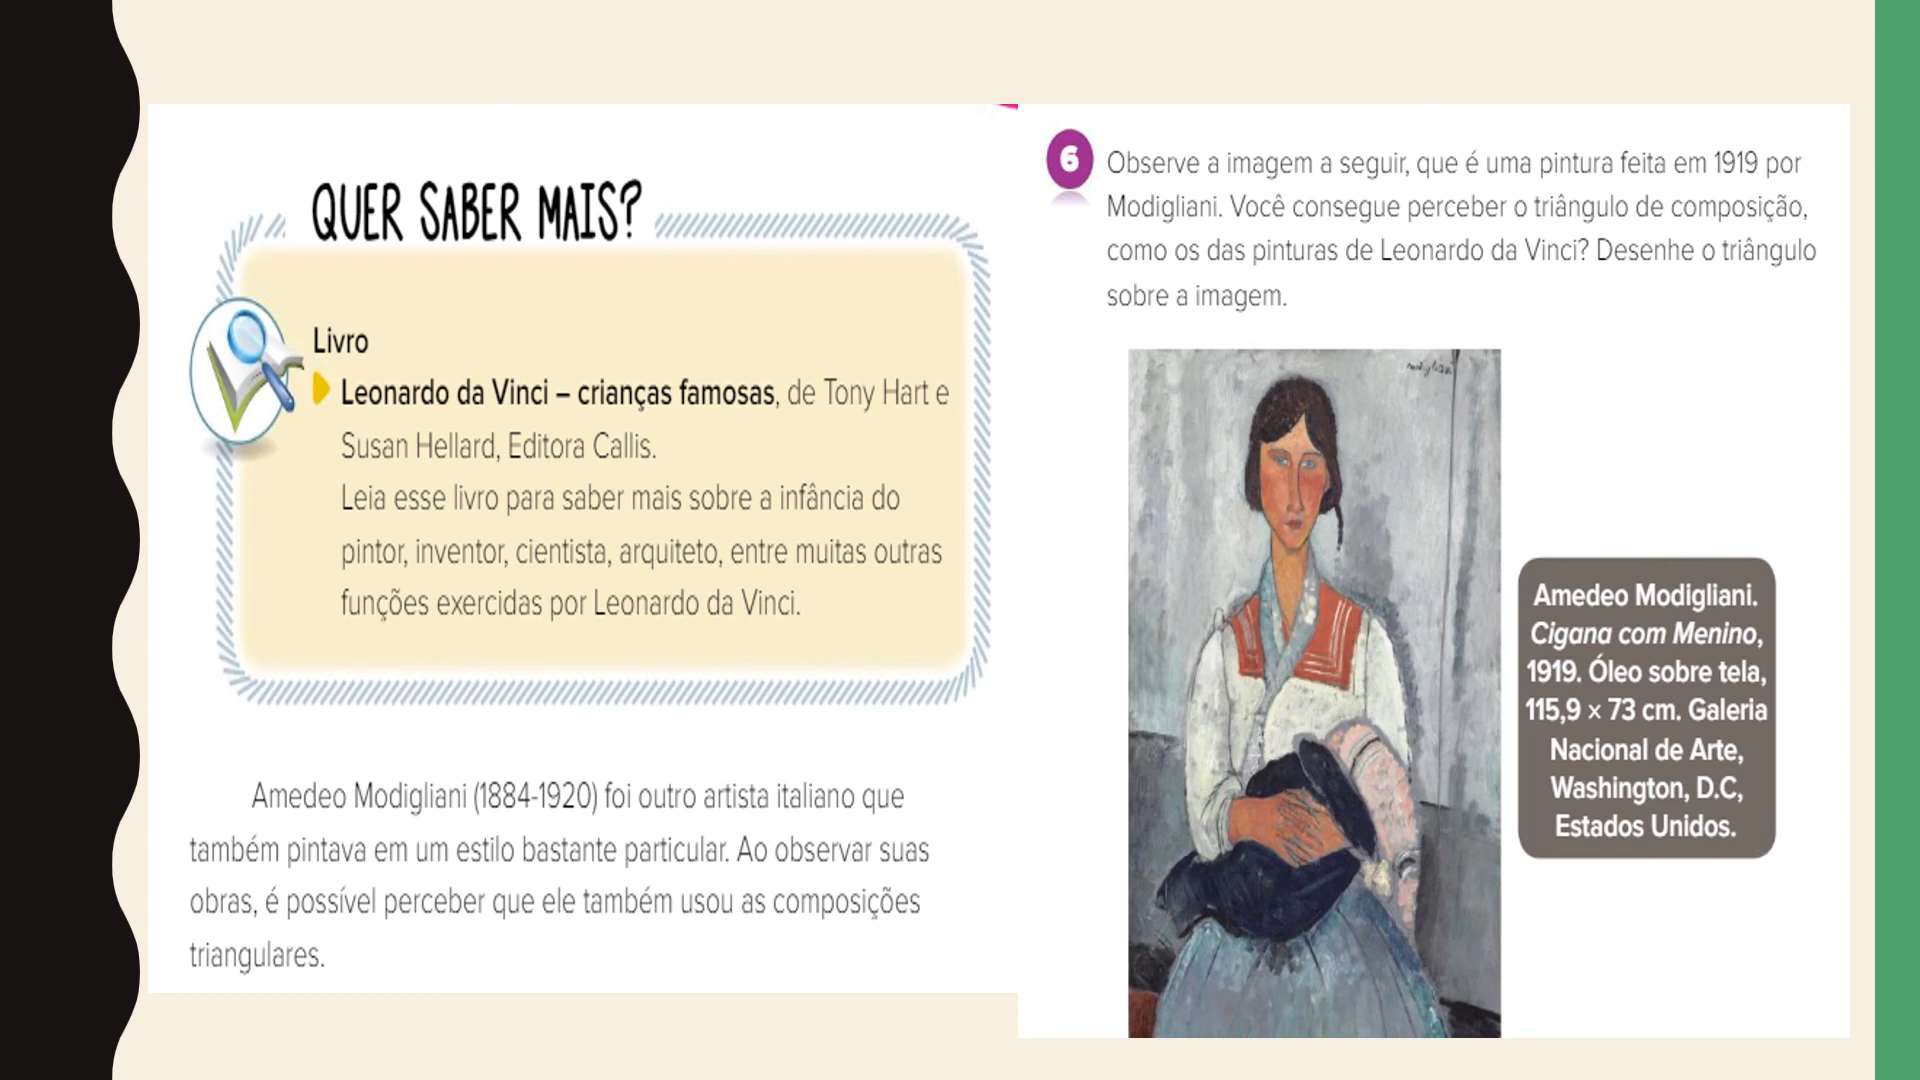 QUER SABER MAIS?
Livro
Leonardo da Vinci – crianças famosas, de Tony Hart e
Susan Hellard, Editora Callis.
Leia esse livro para saber mais sobre a infância do
pintor, inventor, cientista, arquiteto, entre muitas outras
funções exercidas por Leonardo da Vinci.
Amedeo Modigliani (1884-1920) foi outro artista italiano que
também pintava em um estilo bastante particular. Ao observar suas
obras, é possível perceber que ele também usou as composições
triangulares.
6
Observe a imagem a seguir, que é uma pintura feita em 1919 por
Modigliani. Você consegue perceber o triângulo de composição,
como os das pinturas de Leonardo da Vinci? Desenhe o triângulo
sobre a imagem.
modigliani
Amedeo Modigliani.
Cigana com Menino,
1919. Óleo sobre tela,
115,9 × 73 cm. Galeria
Nacional de Arte,
Washington, D.C,
Estados Unidos.